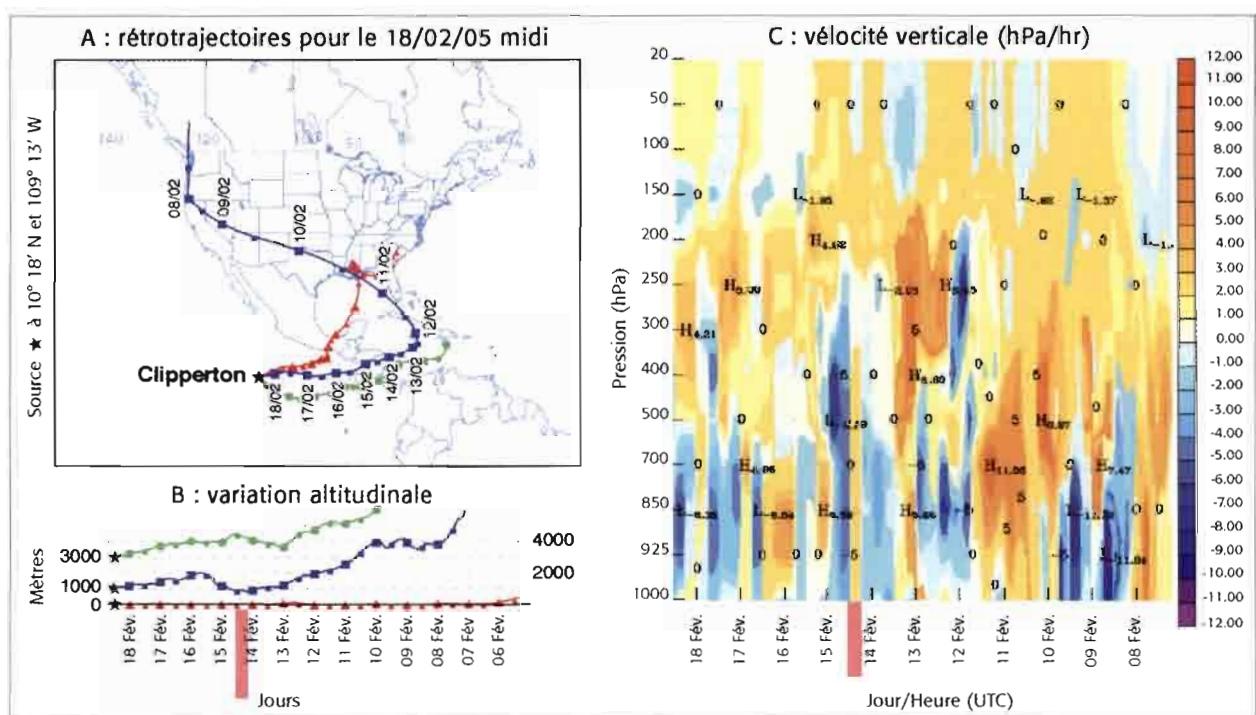 A : rétrotrajectoires pour le 18/02/05 midi
Source ★ à 10° 18' N et 109° 13' W
08/02
09/02
10/02
11/02
12/02
13/02
14/02
15/02
16/02
17/02
18/02
Clipperton
B : variation altitudinale
Mètres
3000
1000
0
4000
2000
18 Fév.
17 Fév.
16 Fév.
15 Fév.
14 Fév.
13 Fév.
12 Fév.
11 Fév.
10 Fév.
09 Fév.
08 Fév.
07 Fév.
06 Fév.
Jours
C : vélocité verticale (hPa/hr)
Pression (hPa)
20
50
100
150
200
250
300
400
500
700
850
925
1000
18 Fév.
17 Fév.
15 Fév.
14 Fév.
13 Fév.
12 Fév.
11 Fév.
10 Fév.
09 Fév.
08 Fév.
Jour/Heure (UTC)
12.00
11.00
10.00
9.00
8.00
7.00
6.00
5.00
4.00
3.00
2.00
1.00
0.00
-1.00
-2.00
-3.00
-4.00
-5.00
-6.00
-7.00
-8.00
-9.00
-10.00
-11.00
-12.00